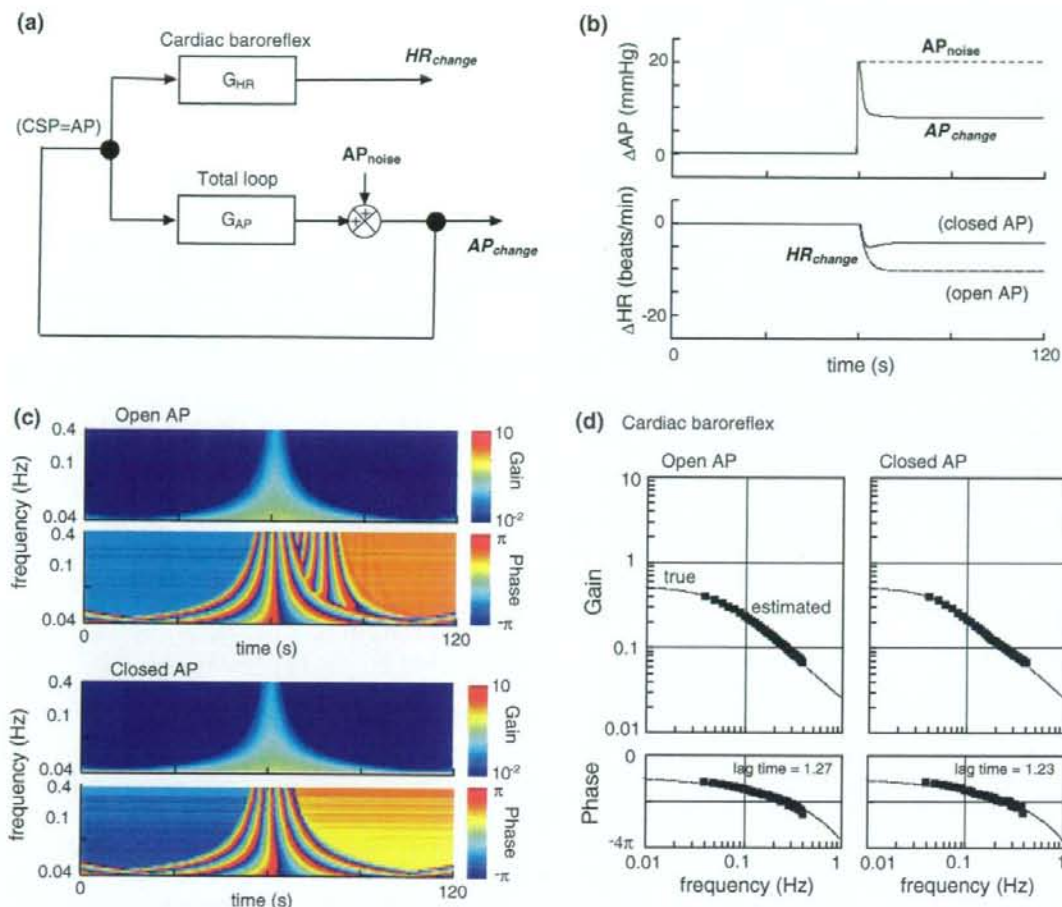 (a)
Cardiac baroreflex
G_HR
HR_change
(CSP=AP)
Total loop
G_AP
AP_noise
+
+
AP_change
(b)
ΔAP (mmHg)
20
0
AP_noise
AP_change
ΔHR (beats/min)
0
-20
HR_change
(closed AP)
(open AP)
0
120
time (s)
(c)
Open AP
frequency (Hz)
0.4
0.1
0.04
10
10⁻²
Gain
0.4
0.1
0.04
π
-π
Phase
0
120
time (s)
Closed AP
frequency (Hz)
0.4
0.1
0.04
10
10⁻²
Gain
0.4
0.1
0.04
π
-π
Phase
0
120
time (s)
(d) Cardiac baroreflex
Open AP
Closed AP
Gain
10
1
0.1
0.01
true
estimated
Phase
0
-4π
lag time = 1.27
lag time = 1.23
0.01
0.1
1
0.01
0.1
1
frequency (Hz)
frequency (Hz)